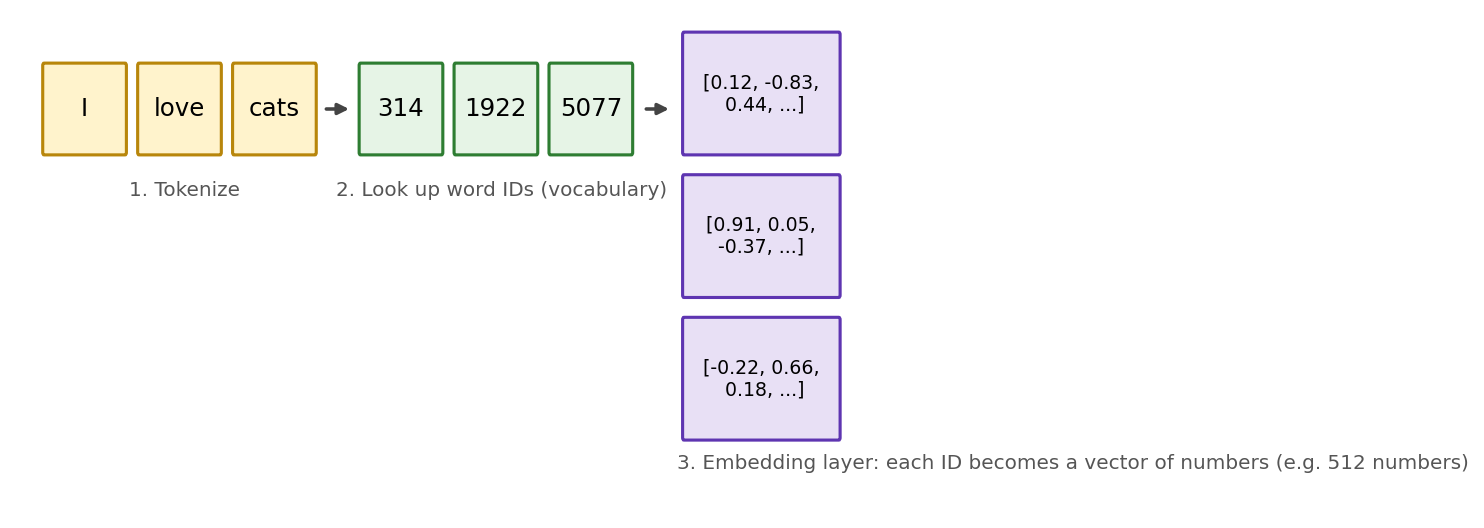 I
love
cats
314
1922
5077
1. Tokenize
2. Look up word IDs (vocabulary)
[0.12, -0.83,
0.44, ...]
[0.91, 0.05,
-0.37, ...]
[-0.22, 0.66,
0.18, ...]
3. Embedding layer: each ID becomes a vector of numbers (e.g. 512 numbers)